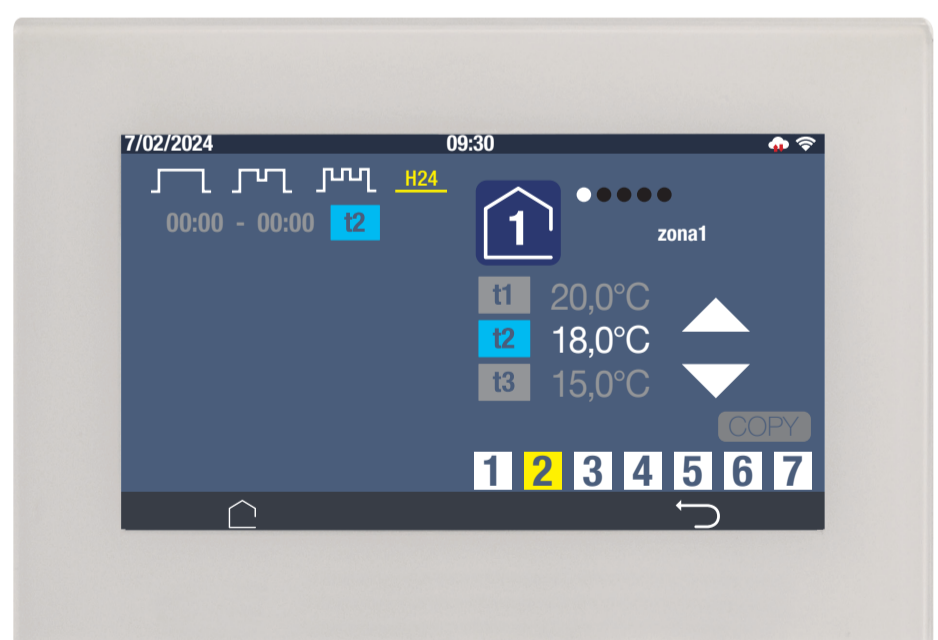 7/02/2024 09:30
H24
00:00 - 00:00 t2
1
zona1
t1 20,0°C
t2 18,0°C
t3 15,0°C
COPY
1 2 3 4 5 6 7